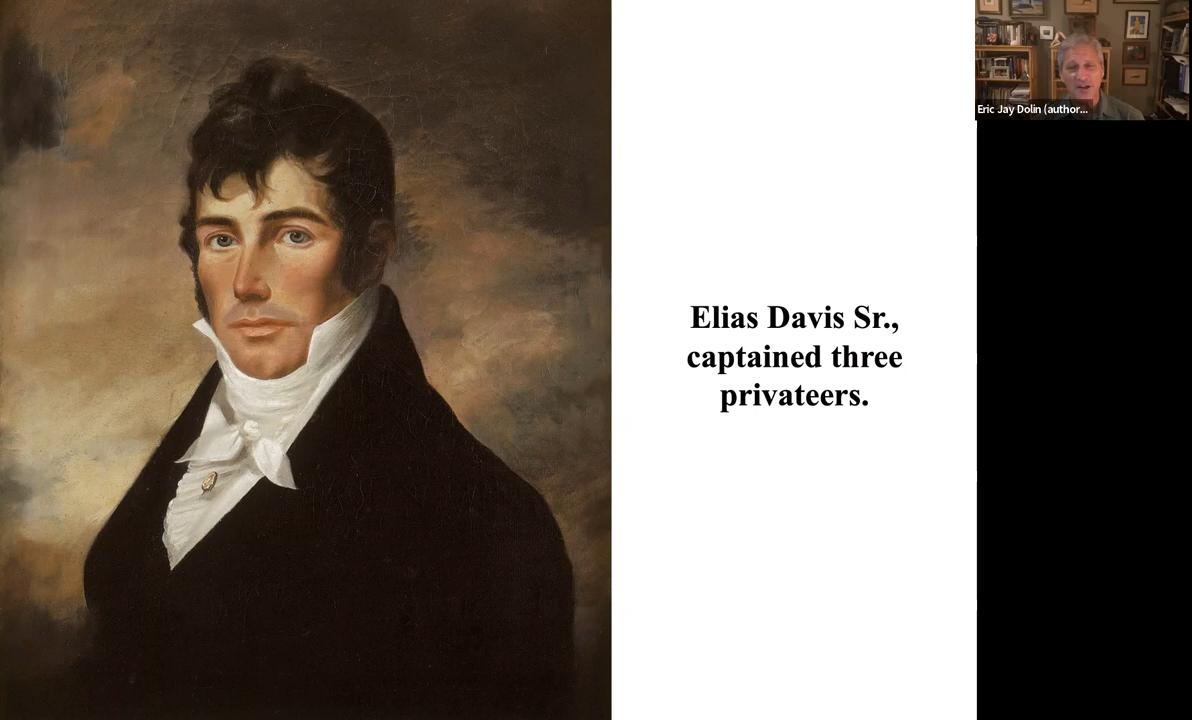 Elias Davis Sr.,
captained three
privateers.
Eric Jay Dolin (author...